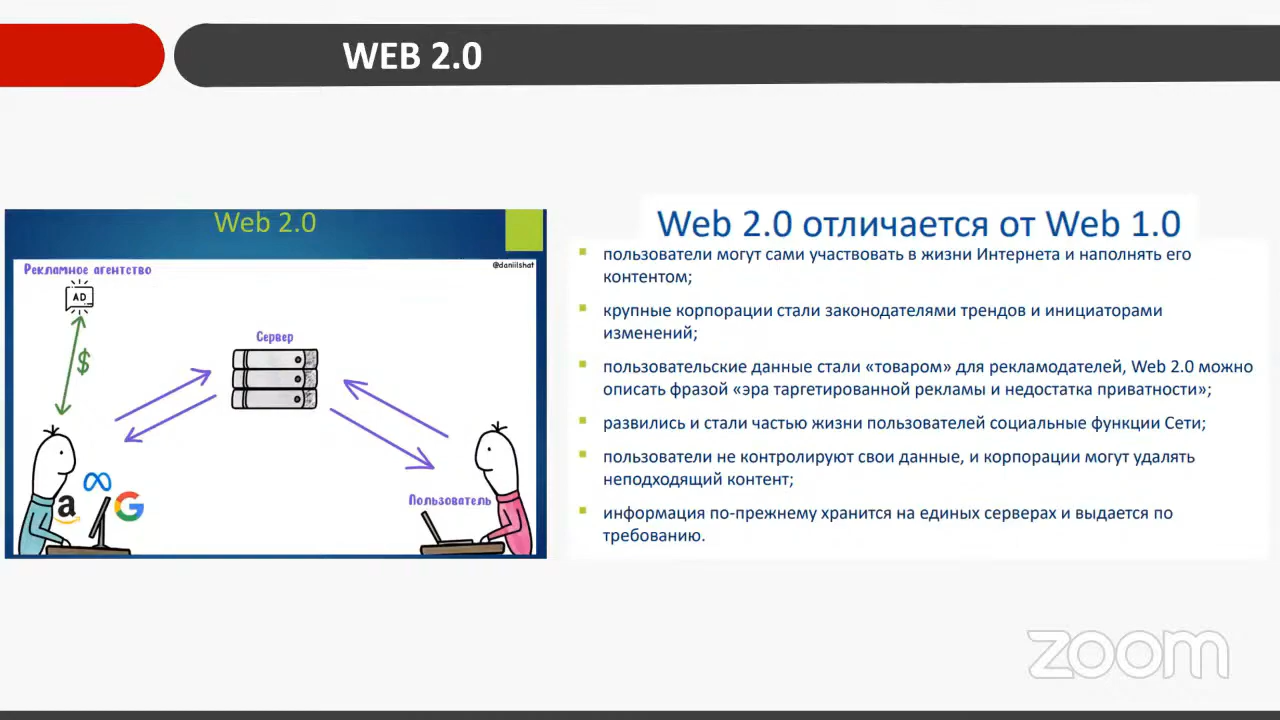 WEB 2.0
Web 2.0
Рекламное агентство
@daniilshat
AD
$
Сервер
a
G
Пользователь
Web 2.0 отличается от Web 1.0
пользователи могут сами участвовать в жизни Интернета и наполнять его
контентом;
крупные корпорации стали законодателями трендов и инициаторами
изменений;
пользовательские данные стали «товаром» для рекламодателей, Web 2.0 можно
описать фразой «эра таргетированной рекламы и недостатка приватности»;
развились и стали частью жизни пользователей социальные функции Сети;
пользователи не контролируют свои данные, и корпорации могут удалять
неподходящий контент;
информация по-прежнему хранится на единых серверах и выдается по
требованию.
zoom